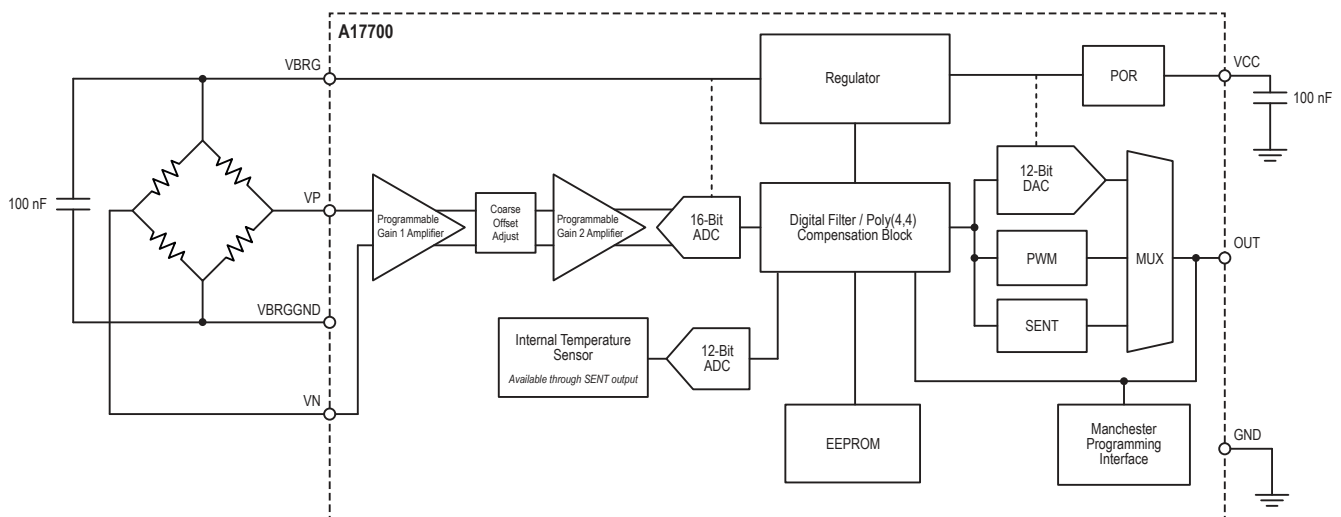 A17700
VBRG
Regulator
POR
VCC
100 nF
100 nF
VP
Programmable
Gain 1 Amplifier
Coarse
Offset
Adjust
Programmable
Gain 2 Amplifier
16-Bit
ADC
Digital Filter / Poly(4,4)
Compensation Block
12-Bit
DAC
PWM
SENT
MUX
OUT
VBRGGND
Internal Temperature
Sensor
Available through SENT output
12-Bit
ADC
VN
EEPROM
Manchester
Programming
Interface
GND